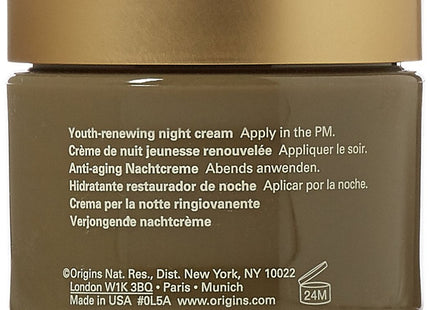 Youth-renewing night cream Apply in the PM.
Crème de nuit jeunesse renouvelée Appliquer le soir.
Anti-aging Nachtcreme Abends anwenden.
Hidratante restaurador de noche Aplicar por la noche.
Crema per la notte ringiovanente
Verjongende nachtcrème
©Origins Nat. Res., Dist. New York, NY 10022
London W1K 3BQ • Paris • Munich
Made in USA #0L5A www.origins.com
24M